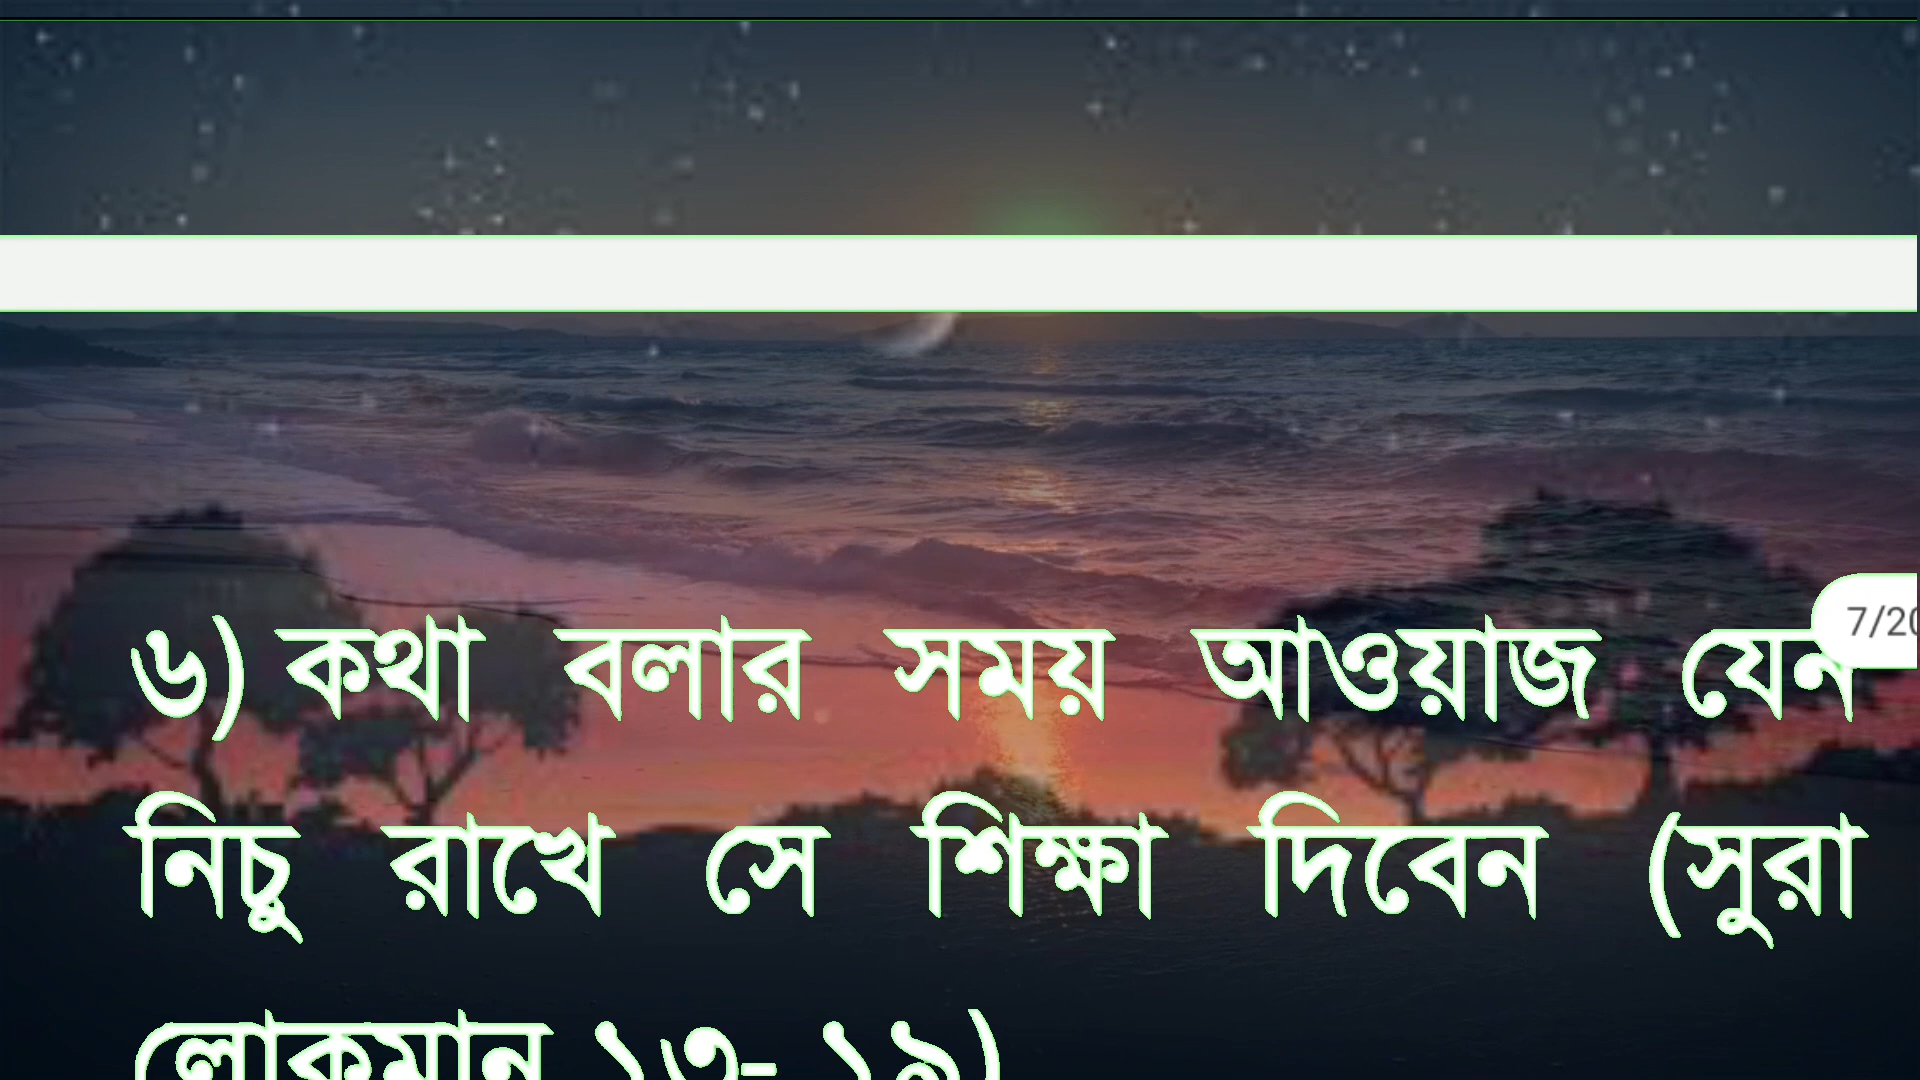 7/20
৬) কথা বলার সময় আওয়াজ যেন
নিচু রাখে সে শিক্ষা দিবেন (সুরা
লোকমান ১৩- ১৯)